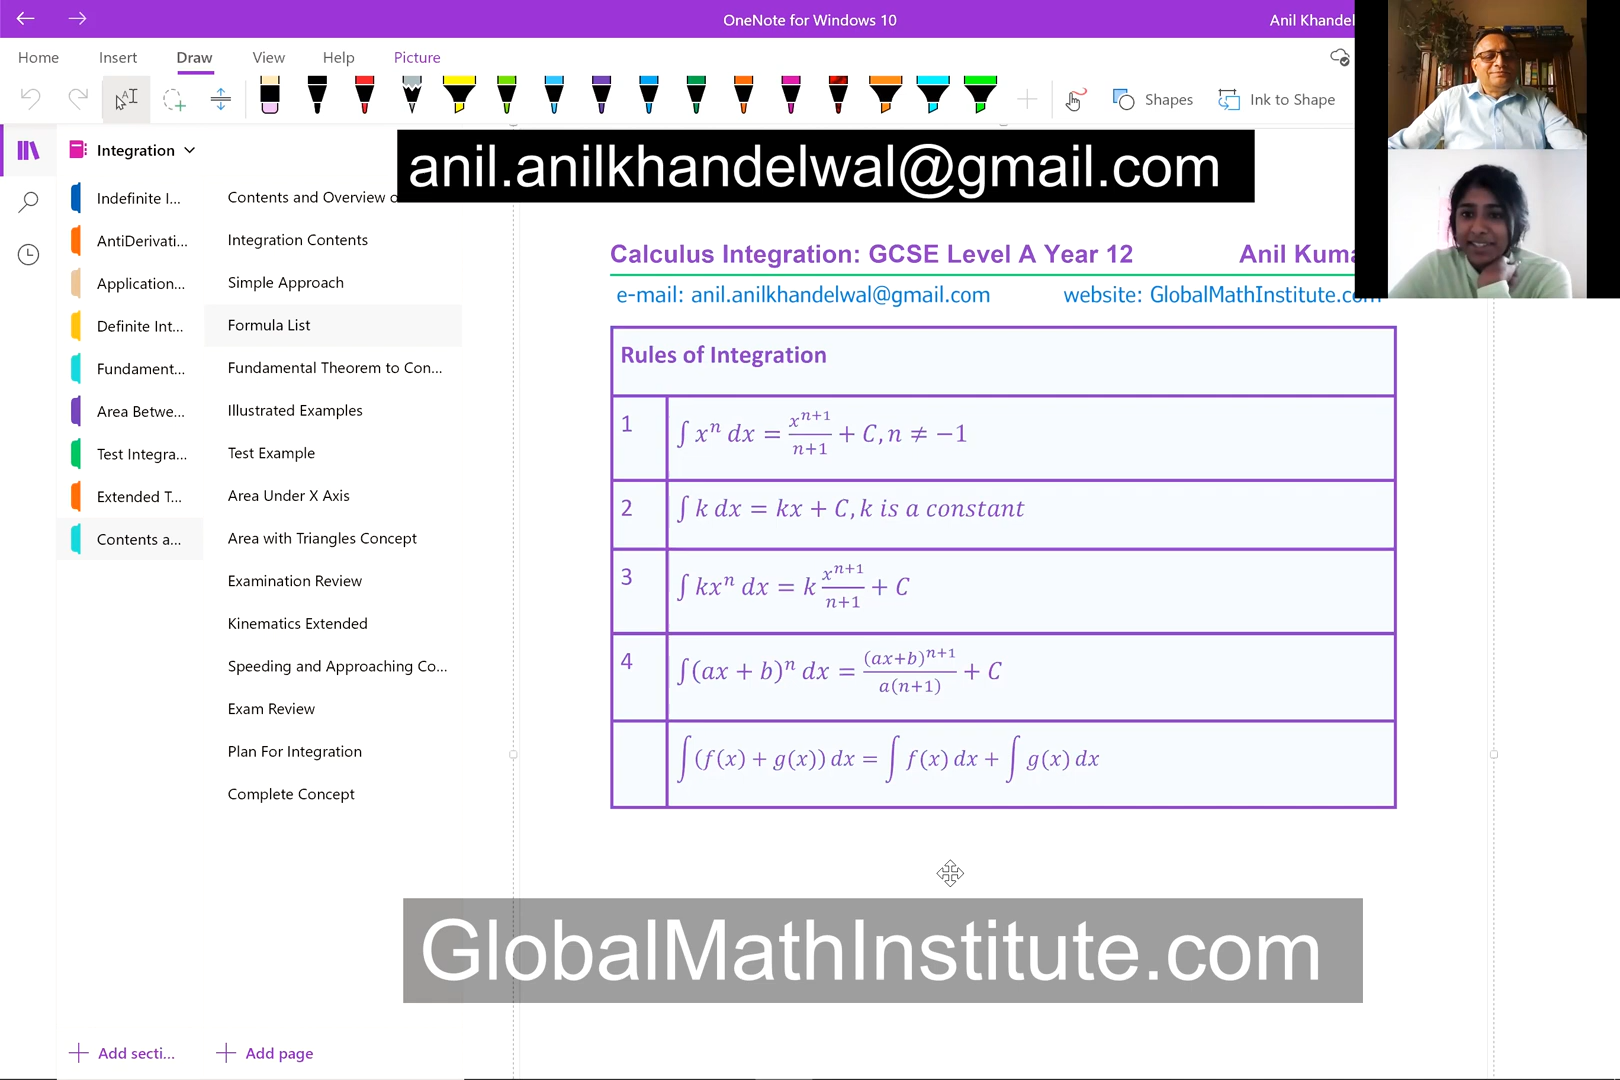 OneNote for Windows 10
Anil Khandel
Home Insert Draw View Help Picture
Shapes Ink to Shape
Integration
Indefinite I...
AntiDerivati...
Application...
Definite Int...
Fundament...
Area Betwe...
Test Integra...
Extended T...
Contents a...
Contents and Overview o
Integration Contents
Simple Approach
Formula List
Fundamental Theorem to Con...
Illustrated Examples
Test Example
Area Under X Axis
Area with Triangles Concept
Examination Review
Kinematics Extended
Speeding and Approaching Co...
Exam Review
Plan For Integration
Complete Concept
Add secti... Add page
anil.anilkhandelwal@gmail.com
Calculus Integration: GCSE Level A Year 12 Anil Kuma
e-mail: anil.anilkhandelwal@gmail.com website: GlobalMathInstitute.com
Rules of Integration
1 ∫ xⁿ dx = xⁿ⁺¹/n+1 + C, n ≠ −1
2 ∫ k dx = kx + C, k is a constant
3 ∫ kxⁿ dx = k xⁿ⁺¹/n+1 + C
4 ∫(ax + b)ⁿ dx = (ax+b)ⁿ⁺¹/a(n+1) + C
∫(f(x) + g(x)) dx = ∫ f(x) dx + ∫ g(x) dx
GlobalMathInstitute.com